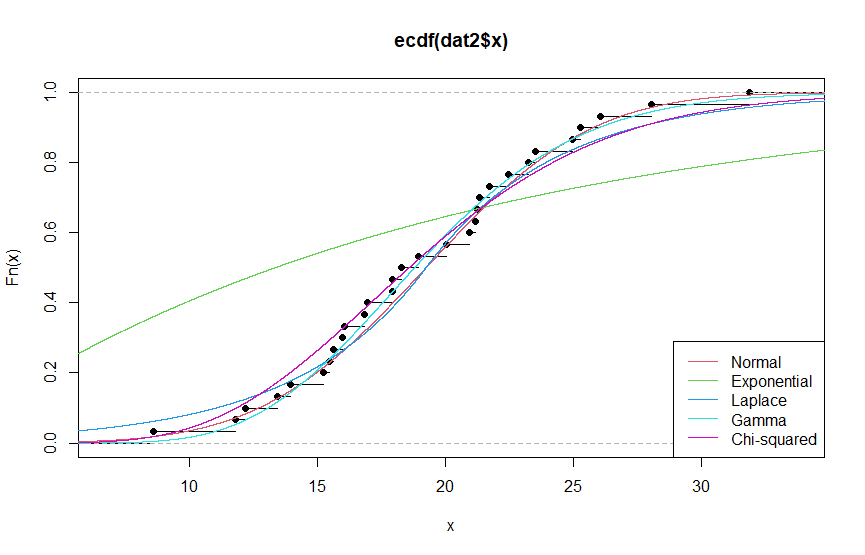 ecdf(dat2$x)
Fn(x)
1.0
0.8
0.6
0.4
0.2
0.0
Normal
Exponential
Laplace
Gamma
Chi-squared
10 15 20 25 30
x